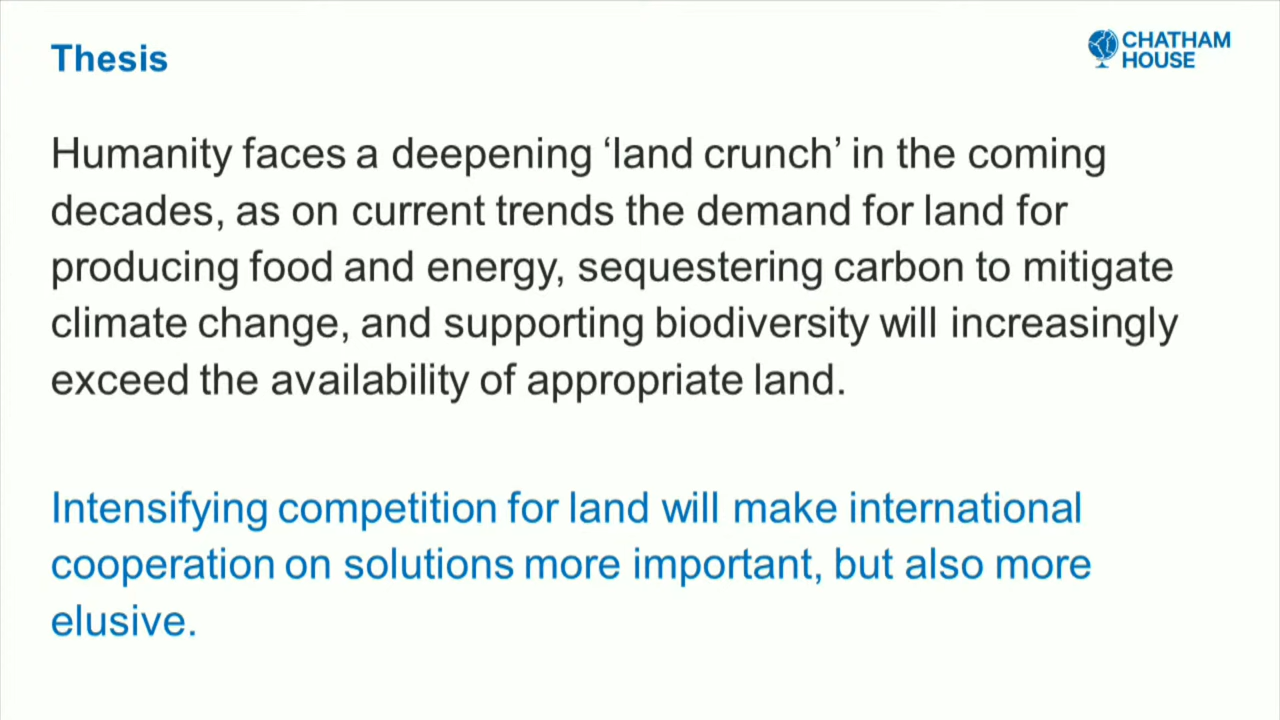 Thesis
CHATHAM
HOUSE
Humanity faces a deepening ‘land crunch’ in the coming
decades, as on current trends the demand for land for
producing food and energy, sequestering carbon to mitigate
climate change, and supporting biodiversity will increasingly
exceed the availability of appropriate land.
Intensifying competition for land will make international
cooperation on solutions more important, but also more
elusive.